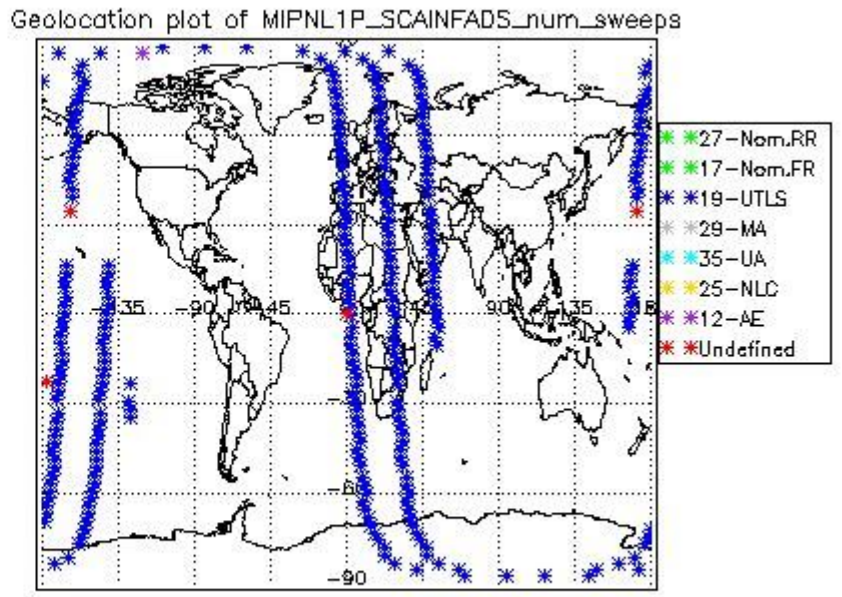 Geolocation plot of MIPNL1P_SCAINFADS_num_sweeps
27-Nom.RR
17-Nom.FR
19-UTLS
29-MA
35-UA
25-NLC
12-AE
Undefined
-90
-45
90
135
-60
-90